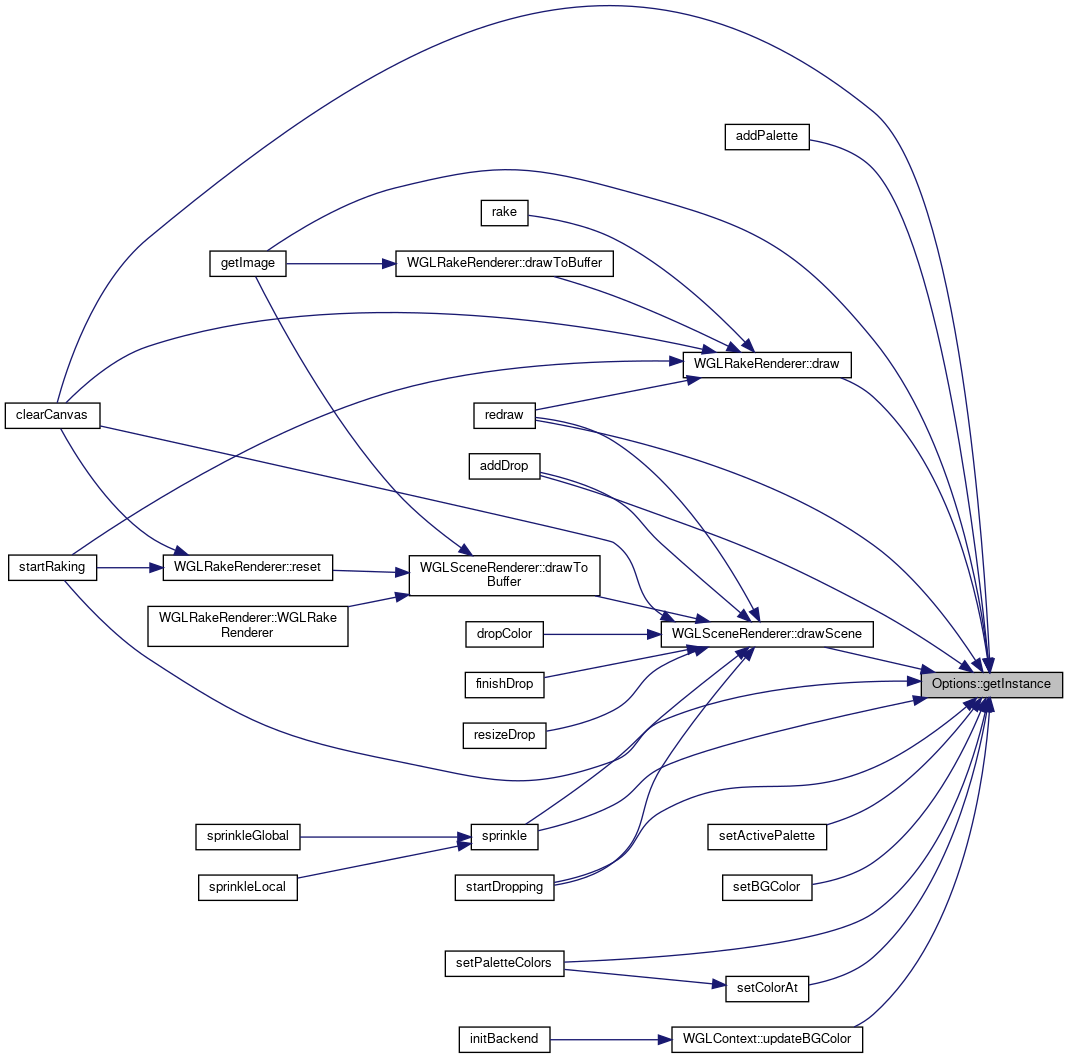 addPalette
rake
getImage
WGLRakeRenderer::drawToBuffer
WGLRakeRenderer::draw
clearCanvas
redraw
addDrop
startRaking
WGLRakeRenderer::reset
WGLSceneRenderer::drawTo
Buffer
WGLRakeRenderer::WGLRake
Renderer
dropColor
WGLSceneRenderer::drawScene
finishDrop
Options::getInstance
resizeDrop
sprinkleGlobal
sprinkle
setActivePalette
sprinkleLocal
startDropping
setBGColor
setPaletteColors
setColorAt
initBackend
WGLContext::updateBGColor